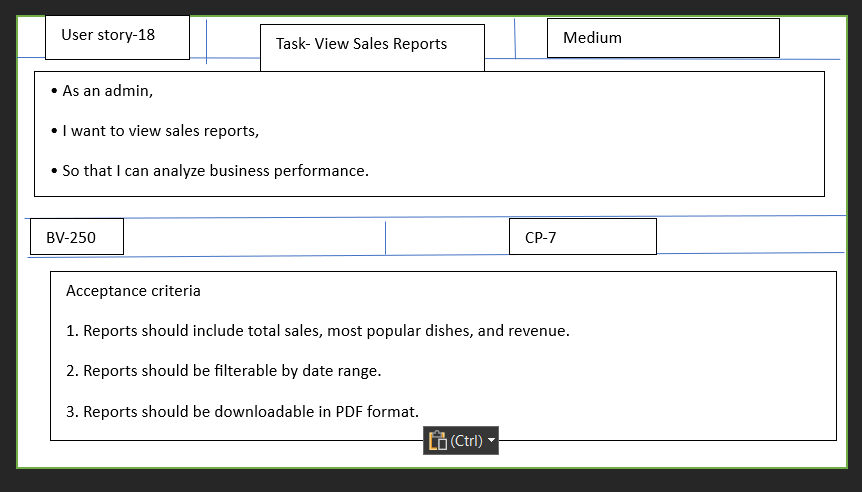 User story-18
Task- View Sales Reports
Medium
• As an admin,
• I want to view sales reports,
• So that I can analyze business performance.
BV-250
CP-7
Acceptance criteria
1. Reports should include total sales, most popular dishes, and revenue.
2. Reports should be filterable by date range.
3. Reports should be downloadable in PDF format.
(Ctrl)